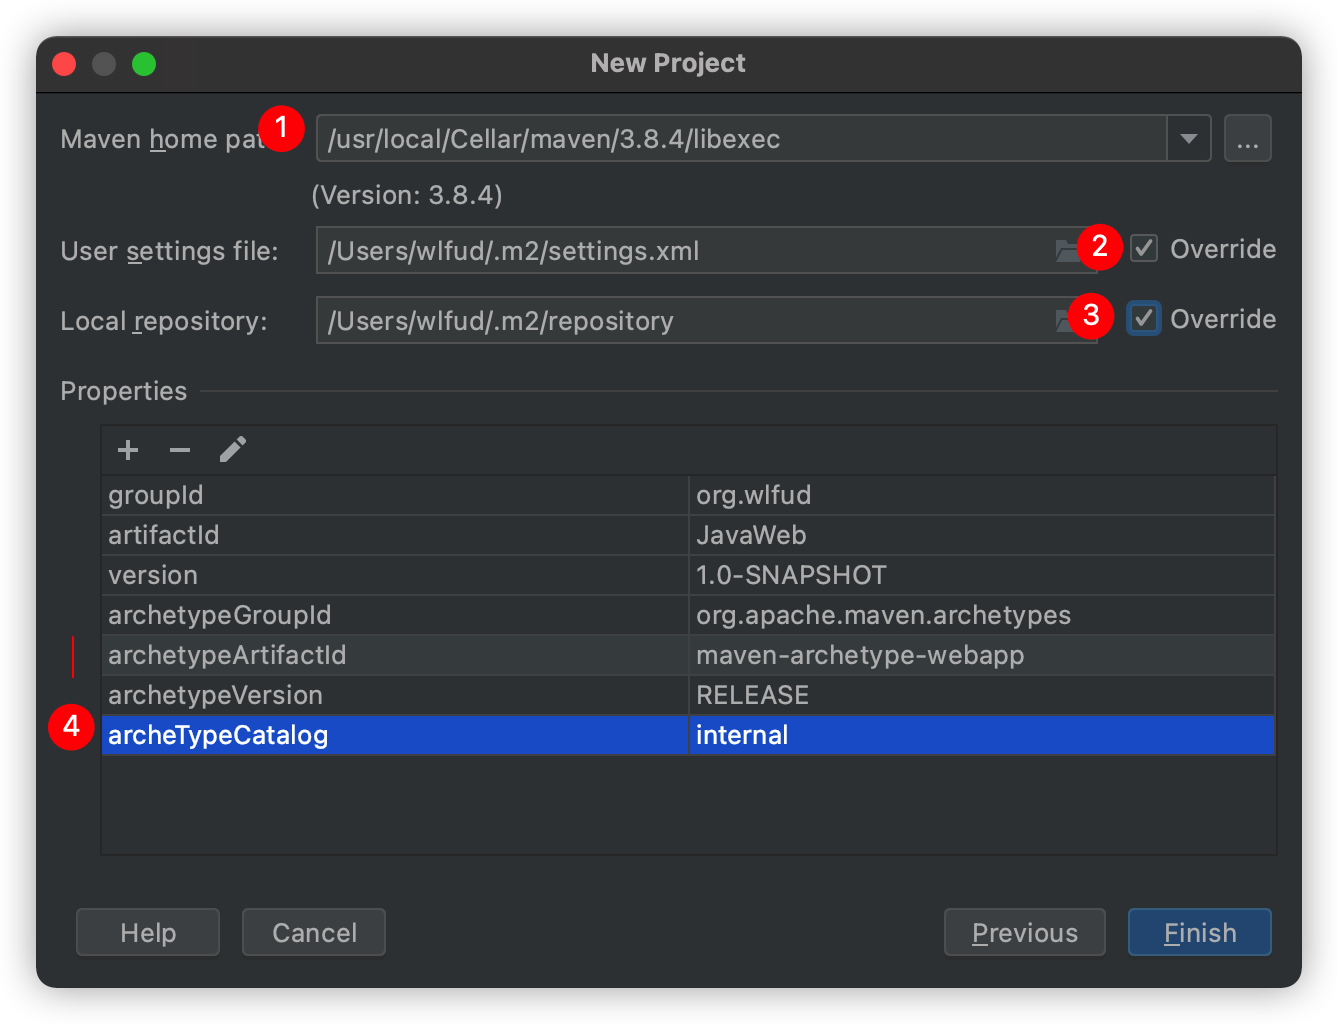 New Project
Maven home pat 1 /usr/local/Cellar/maven/3.8.4/libexec ...
(Version: 3.8.4)
User settings file: /Users/wlfud/.m2/settings.xml 2 Override
Local repository: /Users/wlfud/.m2/repository 3 Override
Properties
groupId org.wlfud
artifactId JavaWeb
version 1.0-SNAPSHOT
archetypeGroupId org.apache.maven.archetypes
archetypeArtifactId maven-archetype-webapp
archetypeVersion RELEASE
4 archeTypeCatalog internal
Help Cancel Previous Finish